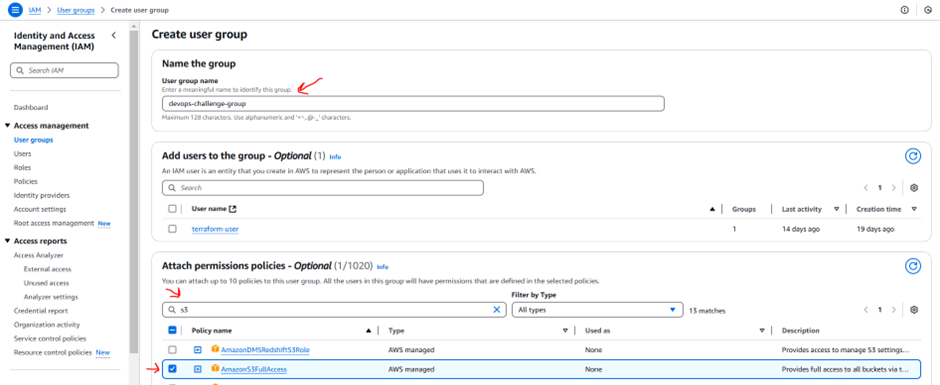 IAM > User groups > Create user group
Identity and Access
Management (IAM)
Search IAM
Dashboard
Access management
User groups
Users
Roles
Policies
Identity providers
Account settings
Root access management New
Access reports
Access Analyzer
External access
Unused access
Analyzer settings
Credential report
Organization activity
Service control policies
Resource control policies New
Create user group
Name the group
User group name
Enter a meaningful name to identify this group.
devops-challenge-group
Maximum 128 characters. Use alphanumeric and '+=,.@-_' characters.
Add users to the group - Optional (1) Info
An IAM user is an entity that you create in AWS to represent the person or application that uses it to interact with AWS.
Search
1
User name Groups Last activity Creation time
terraform-user 1 14 days ago 19 days ago
Attach permissions policies - Optional (1/1020) Info
You can attach up to 10 policies to this user group. All the users in this group will have permissions that are defined in the selected policies.
Filter by Type
s3 All types 13 matches 1
Policy name Type Used as Description
AmazonDMSRedshiftS3Role AWS managed None Provides access to manage S3 settings...
AmazonS3FullAccess AWS managed None Provides full access to all buckets via t...